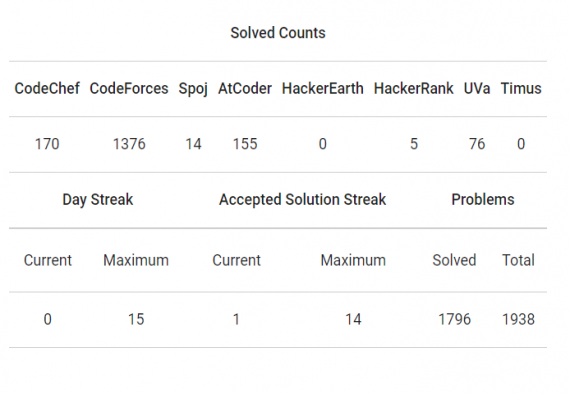 Solved Counts
CodeChef CodeForces Spoj AtCoder HackerEarth HackerRank UVa Timus
170 1376 14 155 0 5 76 0
Day Streak Accepted Solution Streak Problems
Current Maximum Current Maximum Solved Total
0 15 1 14 1796 1938